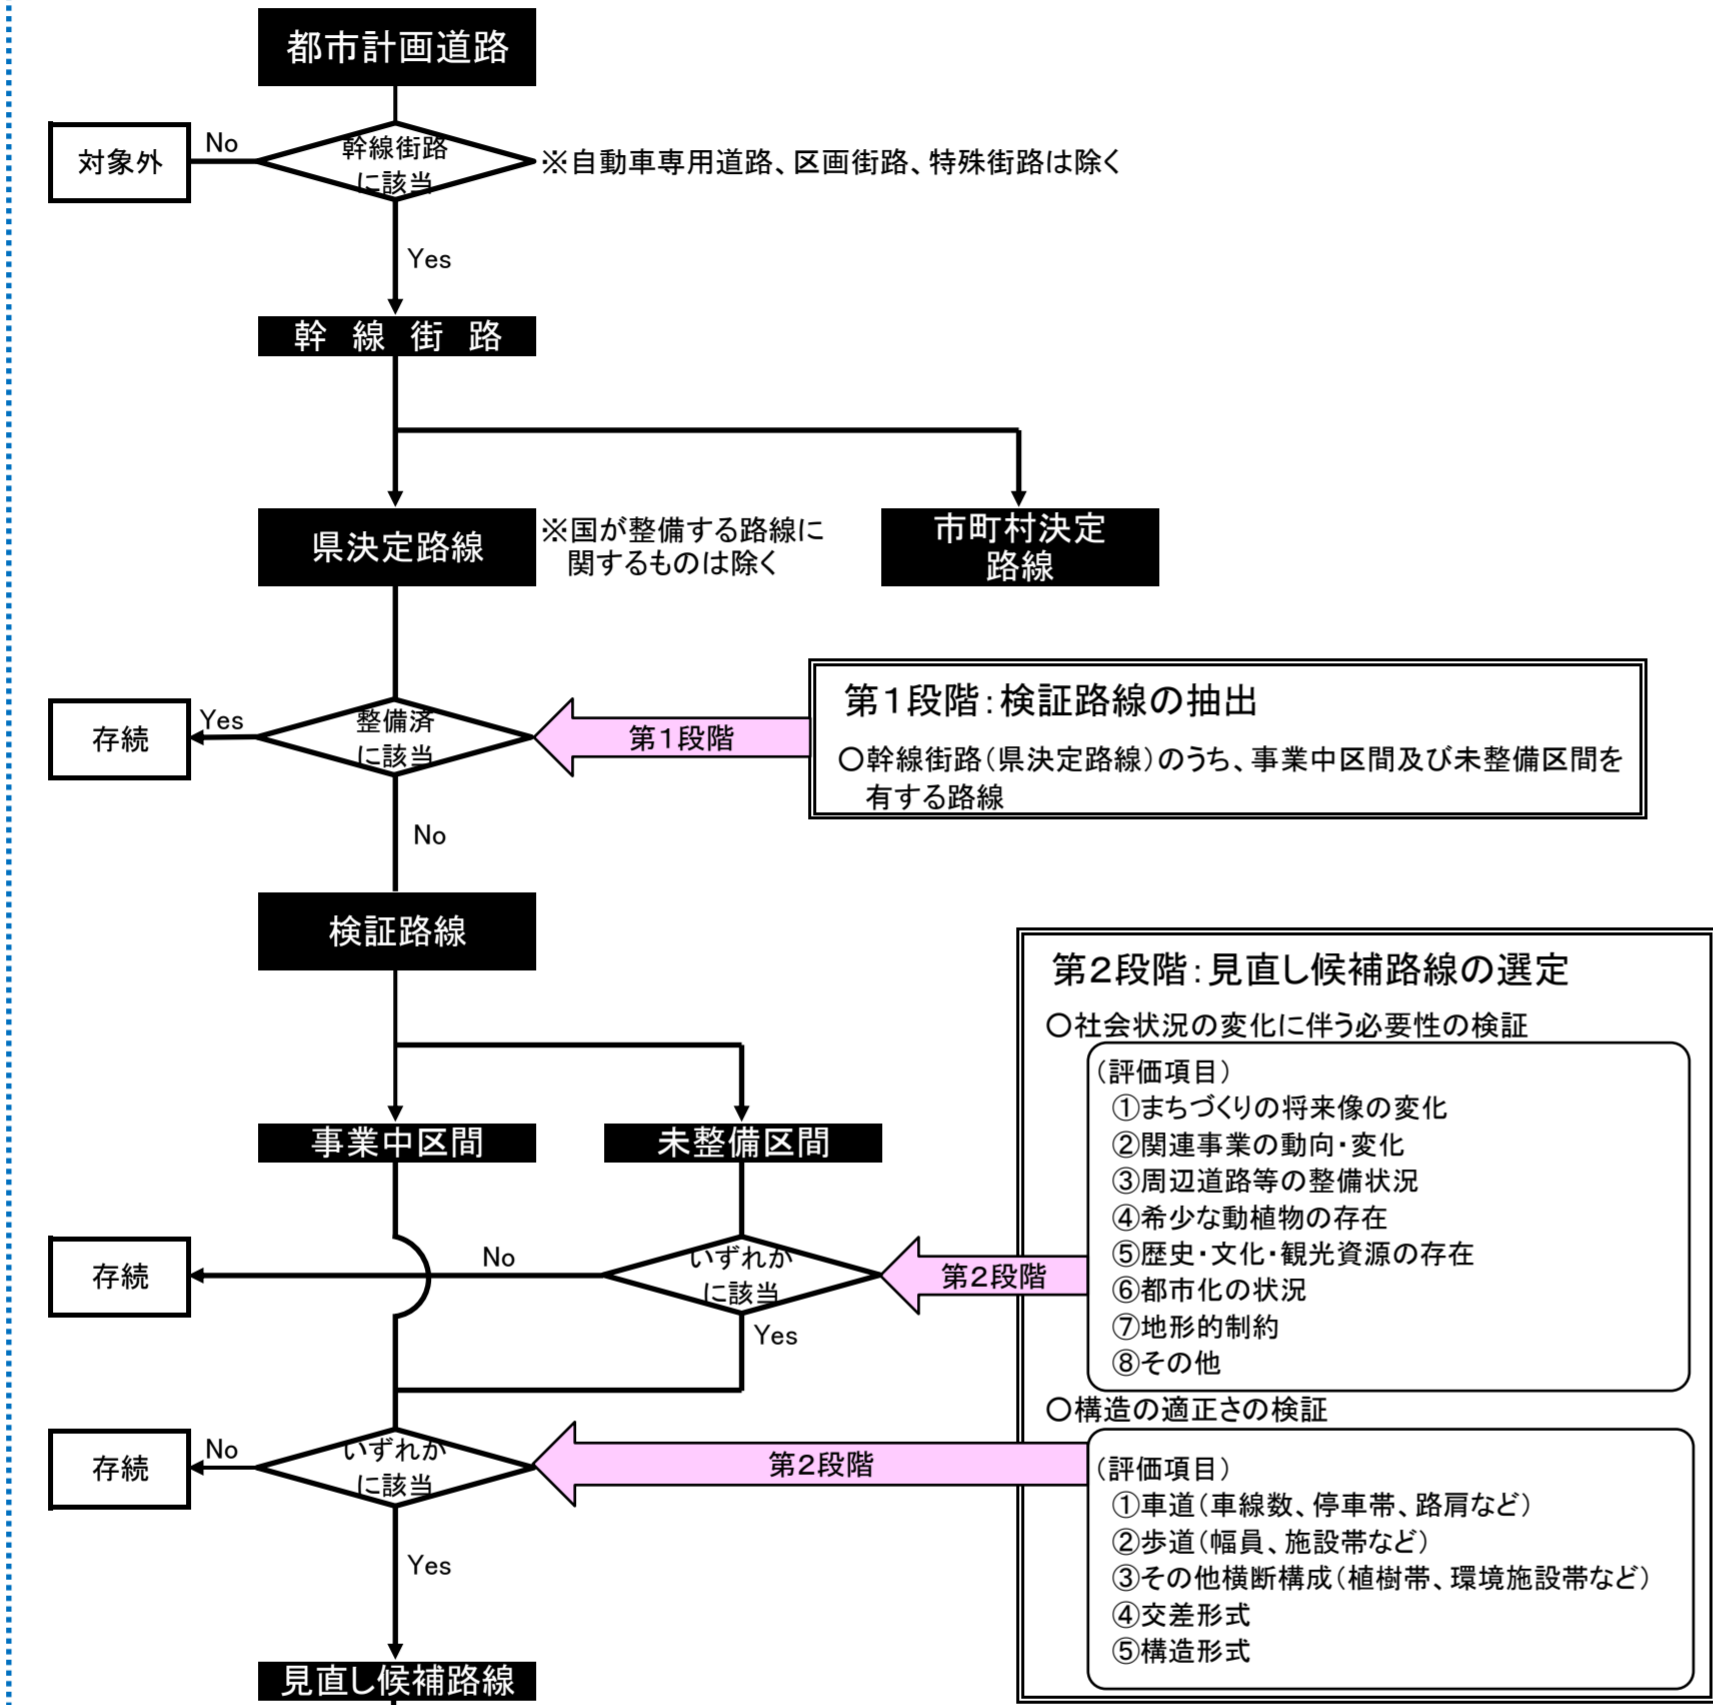 都市計画道路
対象外
No
幹線街路
に該当
※自動車専用道路、区画街路、特殊街路は除く
Yes
幹 線 街 路
県決定路線
※国が整備する路線に
関するものは除く
市町村決定
路線
存続
Yes
整備済
に該当
第1段階
第1段階:検証路線の抽出
○幹線街路(県決定路線)のうち、事業中区間及び未整備区間を
有する路線
No
検証路線
事業中区間
未整備区間
存続
No
いずれか
に該当
第2段階
Yes
存続
No
いずれか
に該当
第2段階
Yes
見直し候補路線
第2段階:見直し候補路線の選定
○社会状況の変化に伴う必要性の検証
(評価項目)
①まちづくりの将来像の変化
②関連事業の動向・変化
③周辺道路等の整備状況
④希少な動植物の存在
⑤歴史・文化・観光資源の存在
⑥都市化の状況
⑦地形的制約
⑧その他
○構造の適正さの検証
(評価項目)
①車道(車線数、停車帯、路肩など)
②歩道(幅員、施設帯など)
③その他横断構成(植樹帯、環境施設帯など)
④交差形式
⑤構造形式